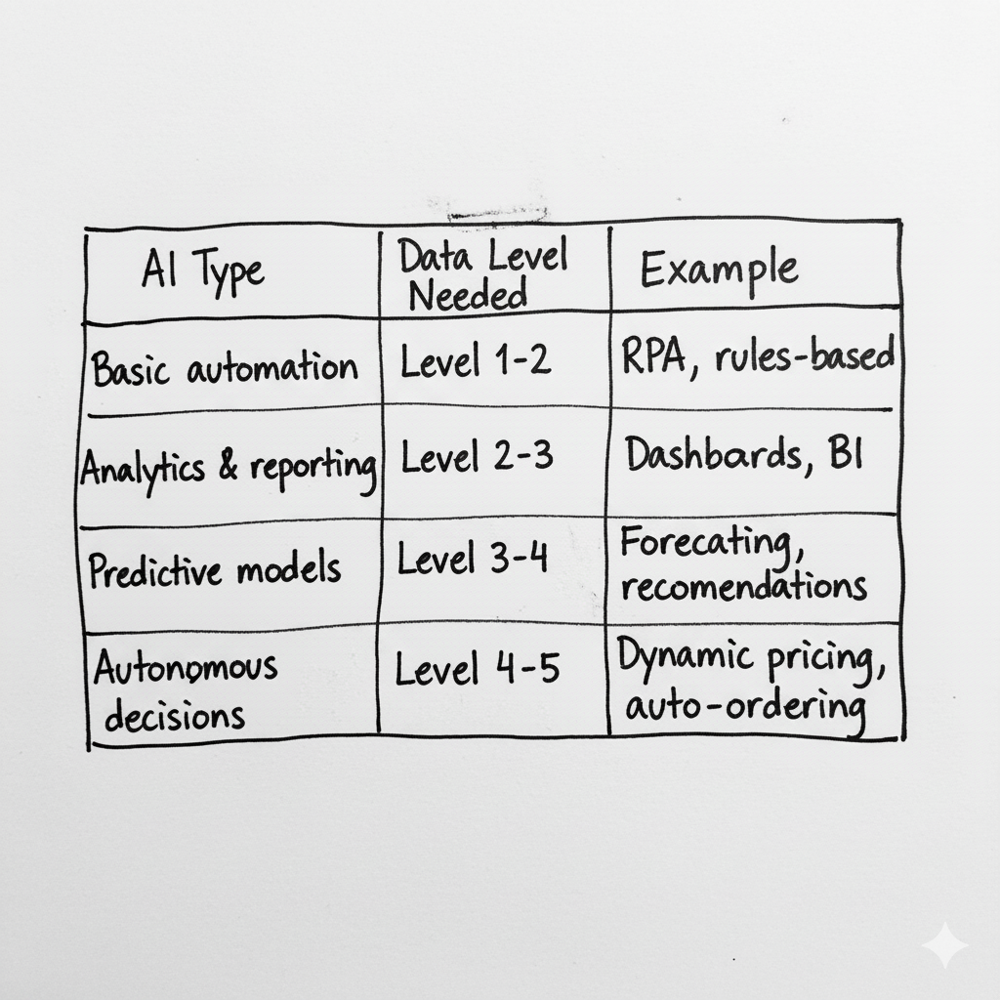 AI Type
Data Level
Needed
Example
Basic automation
Level 1-2
RPA, rules-based
Analytics & reporting
Level 2-3
Dashbards, BI
Predictive models
Level 3-4
Forecating,
recomendations
Autonomous
decisions
Level 4-5
Dynamic pricing,
auto-ordering